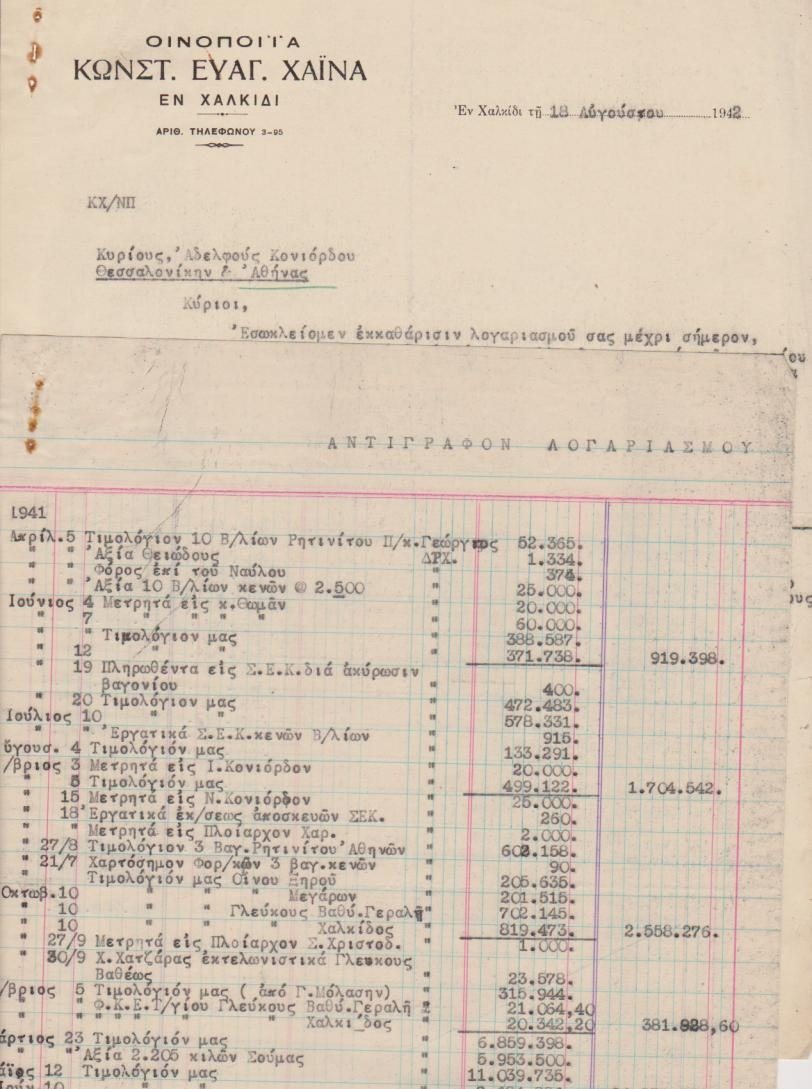 ΟΙΝΟΠΟΙΪΑ
ΚΩΝΣΤ. ΕΥΑΓ. ΧΑΪΝΑ
ΕΝ ΧΑΛΚΙΔΙ
ΑΡΙΘ. ΤΗΛΕΦΩΝΟΥ 3-95
Ἐν Χαλκίδι τῇ 18 Αὐγούστου 1942
ΚΧ/ΝΠ
Κυρίους, Ἀδελφούς Κονιόρδου
Θεσσαλονίκην & Ἀθήνας
Κύριοι,
Ἐσωκλείομεν ἐκκαθάρισιν λογαριασμοῦ σας μέχρι σήμερον,
ΑΝΤΙΓΡΑΦΟΝ ΛΟΓΑΡΙΑΣΜΟΥ
1941
Ἀπρίλ.5 Τιμολόγιον 10 Β/λίων Ρητινίτου Π/κ.Γεώργιος 52.365.
" " Ἀξία Θειώδους ΔΡΧ. 1.334.
" " Φόρος ἐπί τοῦ Ναύλου " 374.
" " Ἀξία 10 Β/λίων κενῶν @ 2.500 " 25.000.
Ἰούνιος 4 Μετρητά εἰς κ.Θωμᾶν " 20.000.
" 7 " " " " 60.000.
" " Τιμολόγιον μας " 388.587.
" 12 " " " 371.738. 919.398.
" 19 Πληρωθέντα εἰς Σ.Ε.Κ.διά ἀκύρωσιν
βαγονίου " 400.
" 20 Τιμολόγιον μας " 472.483.
Ἰούλιος 10 " " " 578.331.
" " Ἐργατικά Σ.Ε.Κ.κενῶν Β/λίων " 915.
ὔγουσ. 4 Τιμολόγιόν μας " 133.291.
/βριος 3 Μετρητά εἰς Ι.Κονιόρδον " 20.000.
" 5 Τιμολόγιόν μας " 499.122. 1.704.542.
" 15 Μετρητά εἰς Ν.Κονιόρδον " 25.000.
" 18 Ἐργατικά ἐκ/σεως ἀποσκευῶν ΣΕΚ. " 260.
" " Μετρητά εἰς Πλοίαρχον Χαρ. " 2.000.
" 27/8 Τιμολόγιον 3 Βαγ.Ρητινίτου Ἀθηνῶν " 602.158.
" 21/7 Χαρτόσημον Φορ/κῶν 3 βαγ.κενῶν " 90.
Τιμολόγιόν μας Οἴνου Ξηροῦ " 205.635.
Ὀκτωβ.10 " " " Μεγάρων " 201.515.
" 10 " " Γλεύκους Βαθύ.Γεραλῆ " 702.145.
" 10 " " " Χαλκίδος " 819.473. 2.558.276.
" 27/9 Μετρητά εἰς Πλοίαρχον Σ.Χριστοδ. " 1.000.
" 30/9 Χ.Χατζάρας ἐκτελωνιστικά Γλεύκους
Βαθέως " 23.578.
/βριος 5 Τιμολόγιόν μας ( ἀπό Γ.Μόλασην) " 315.944.
" " Φ.Κ.Ε.Τ/γίου Γλεύκους Βαθύ.Γεραλῆ 21.064,40
" " " " " " " Χαλκίδος " 20.342,20 381.928,60
άρτιος 23 Τιμολόγιόν μας " 6.859.398.
" " Ἀξία 2.205 κιλῶν Σούμας " 5.953.500.
άϊος 12 Τιμολόγιόν μας " 11.039.735.